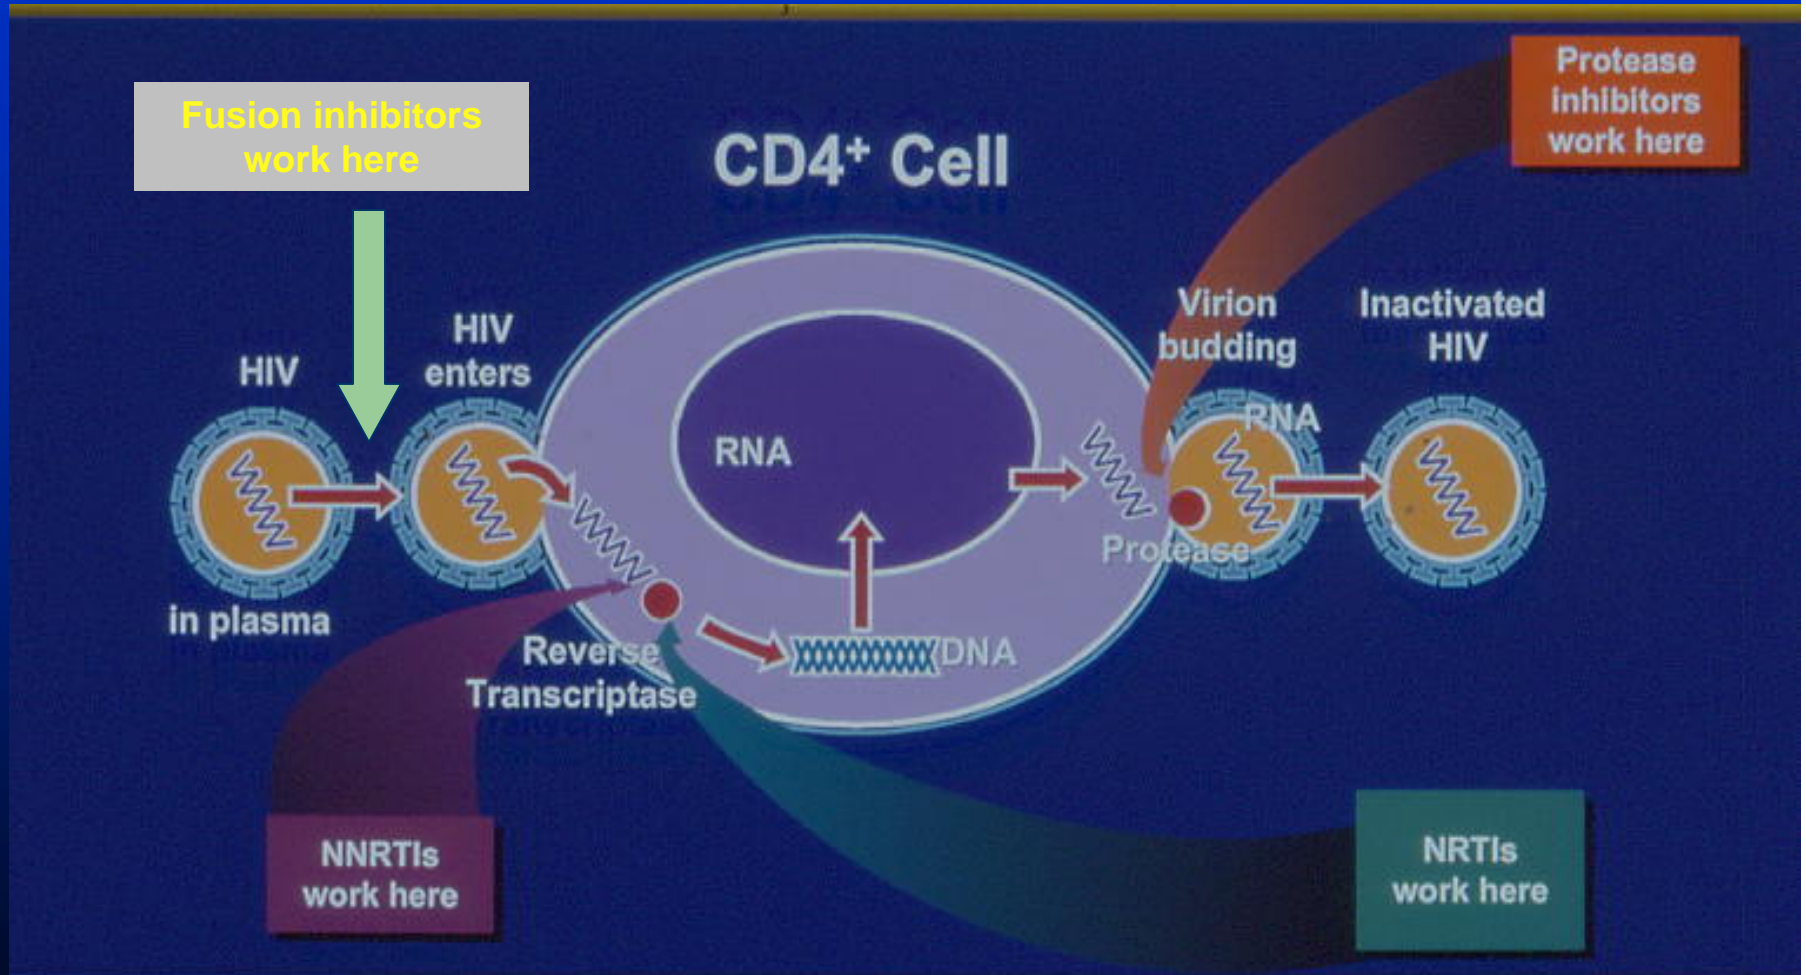 Fusion inhibitors
work here
Protease
inhibitors
work here
CD4+ Cell
HIV
HIV
enters
Virion
budding
Inactivated
HIV
RNA
RNA
Protease
in plasma
Reverse
Transcriptase
DNA
NNRTIs
work here
NRTIs
work here